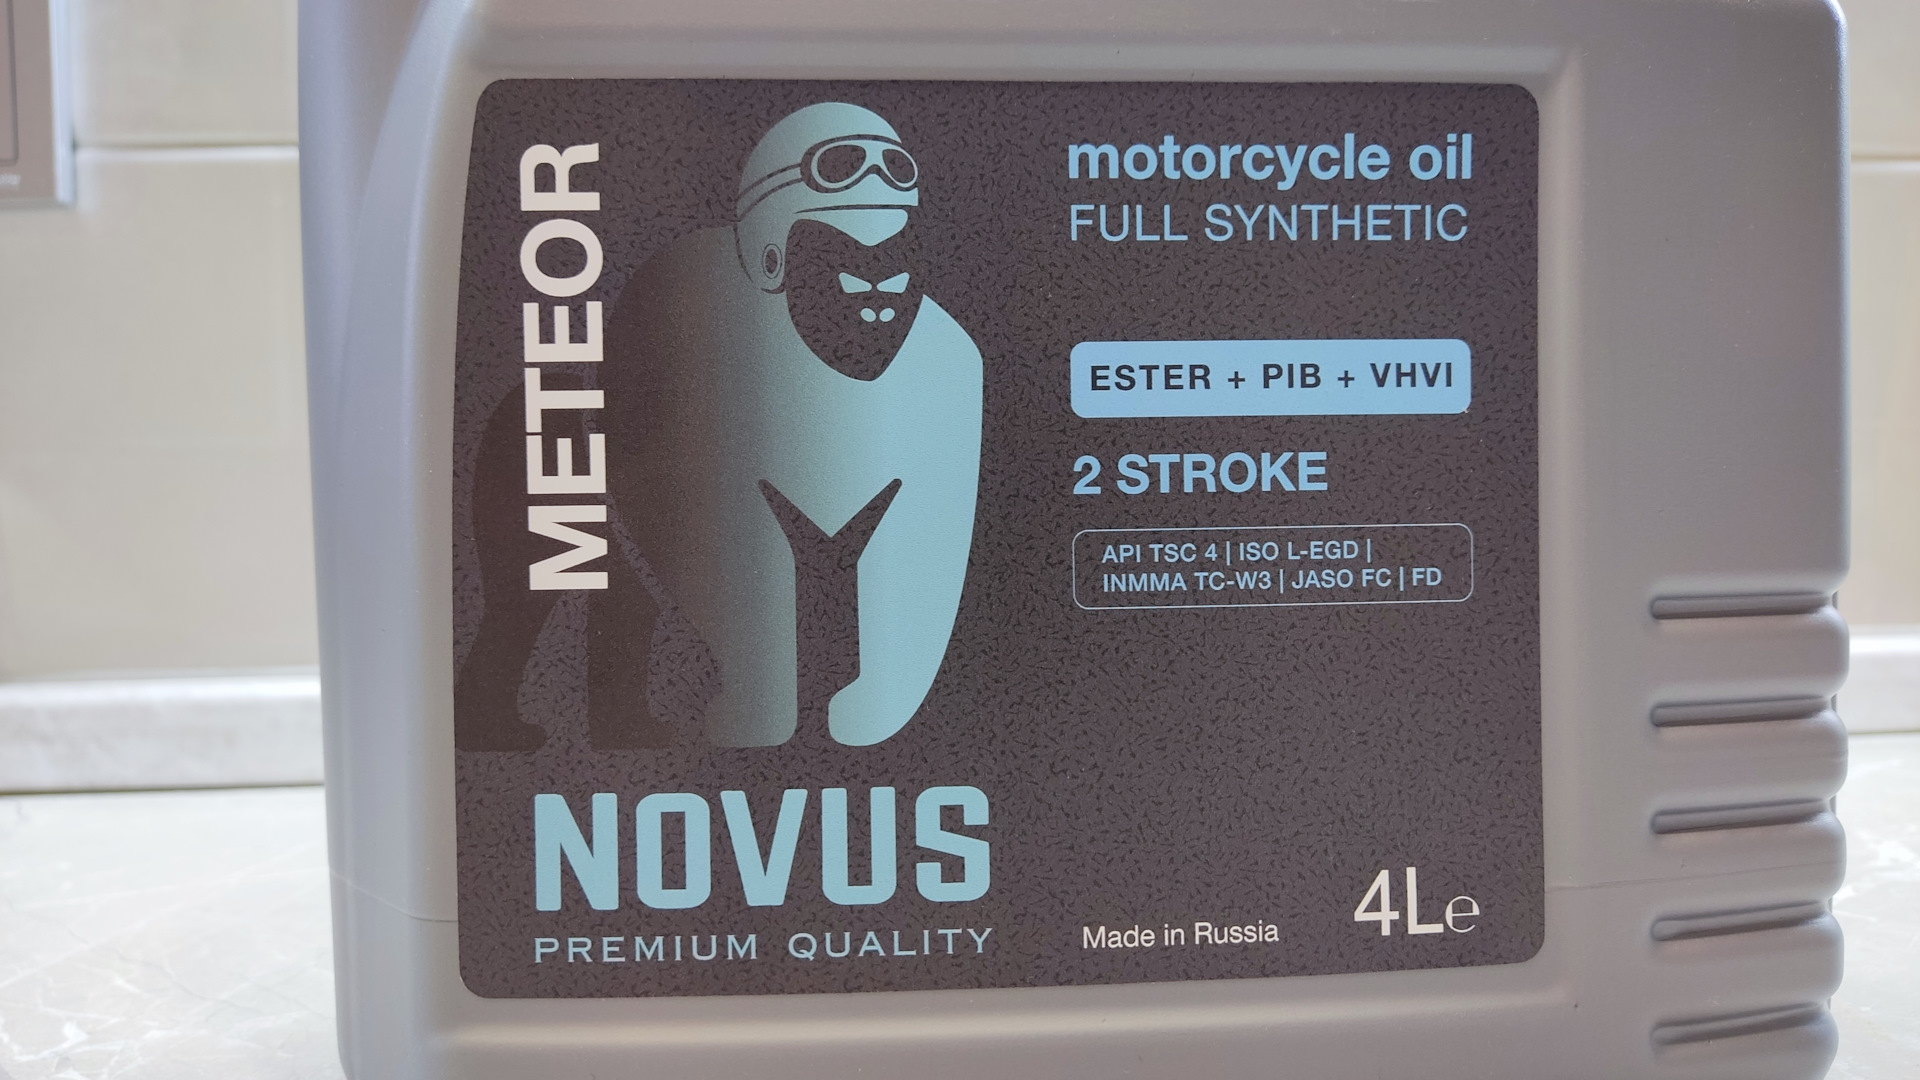 METEOR
motorcycle oil
FULL SYNTHETIC
ESTER + PIB + VHVI
2 STROKE
API TSC 4 | ISO L-EGD |
INMMA TC-W3 | JASO FC | FD
NOVUS
PREMIUM QUALITY
Made in Russia
4L℮